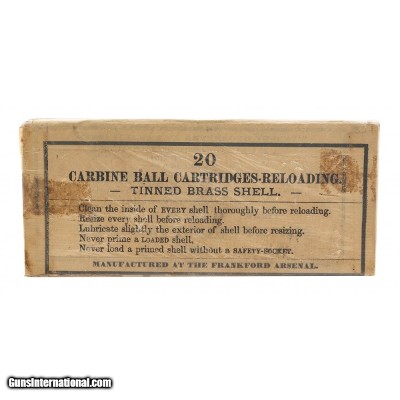 20
CARBINE BALL CARTRIDGES-RELOADING.
— TINNED BRASS SHELL. —
Clean the inside of EVERY shell thoroughly before reloading.
Resize every shell before reloading.
Lubricate slightly the exterior of shell before resizing.
Never prime a LOADED shell.
Never load a primed shell without a SAFETY-SOCKET.
MANUFACTURED AT THE FRANKFORD ARSENAL.
GunsInternational.com